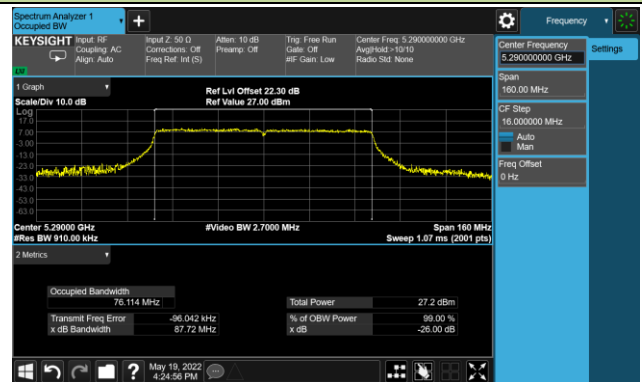 Spectrum Analyzer 1
Occupied BW
Frequency
KEYSIGHT
Input: RF
Coupling: AC
Align: Auto
Input Z: 50 Ω
Corrections: Off
Freq Ref: Int (S)
Atten: 10 dB
Preamp: Off
Trig: Free Run
Gate: Off
#IF Gain: Low
Center Freq: 5.290000000 GHz
Avg|Hold:>10/10
Radio Std: None
Center Frequency
5.290000000 GHz
Settings
Span
160.00 MHz
CF Step
16.000000 MHz
Auto
Man
Freq Offset
0 Hz
1 Graph
Scale/Div 10.0 dB
Ref Lvl Offset 22.30 dB
Ref Value 27.00 dBm
Log
17.0
7.00
-3.00
-13.0
-23.0
-33.0
-43.0
-53.0
-63.0
Center 5.29000 GHz
#Video BW 2.7000 MHz
Span 160 MHz
#Res BW 910.00 kHz
Sweep 1.07 ms (2001 pts)
2 Metrics
Occupied Bandwidth
76.114 MHz
Total Power
27.2 dBm
Transmit Freq Error
-96.042 kHz
% of OBW Power
99.00 %
x dB Bandwidth
87.72 MHz
x dB
-26.00 dB
?
May 19, 2022
4:24:56 PM